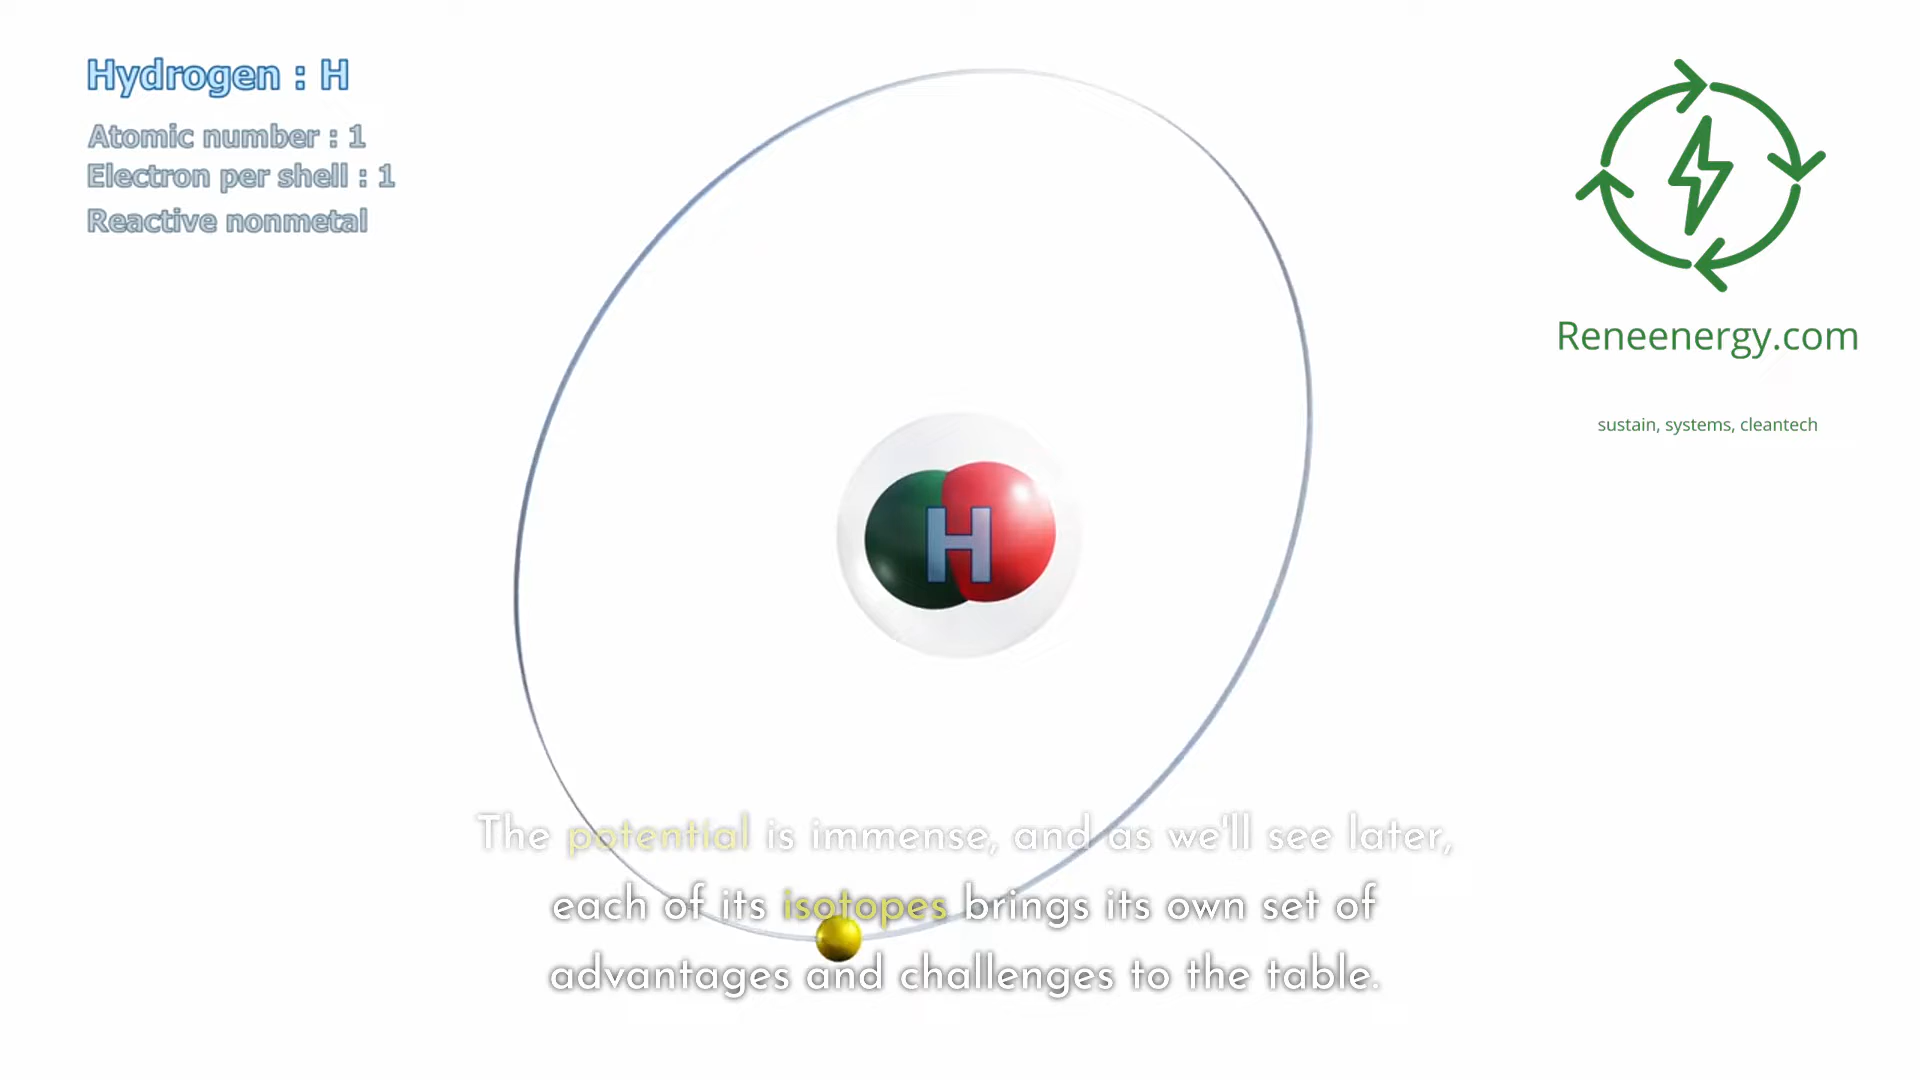 Hydrogen : H
Atomic number : 1
Electron per shell : 1
Reactive nonmetal
Reneenergy.com
sustain, systems, cleantech
H
The potential is immense, and as we'll see later,
each of its isotopes brings its own set of
advantages and challenges to the table.